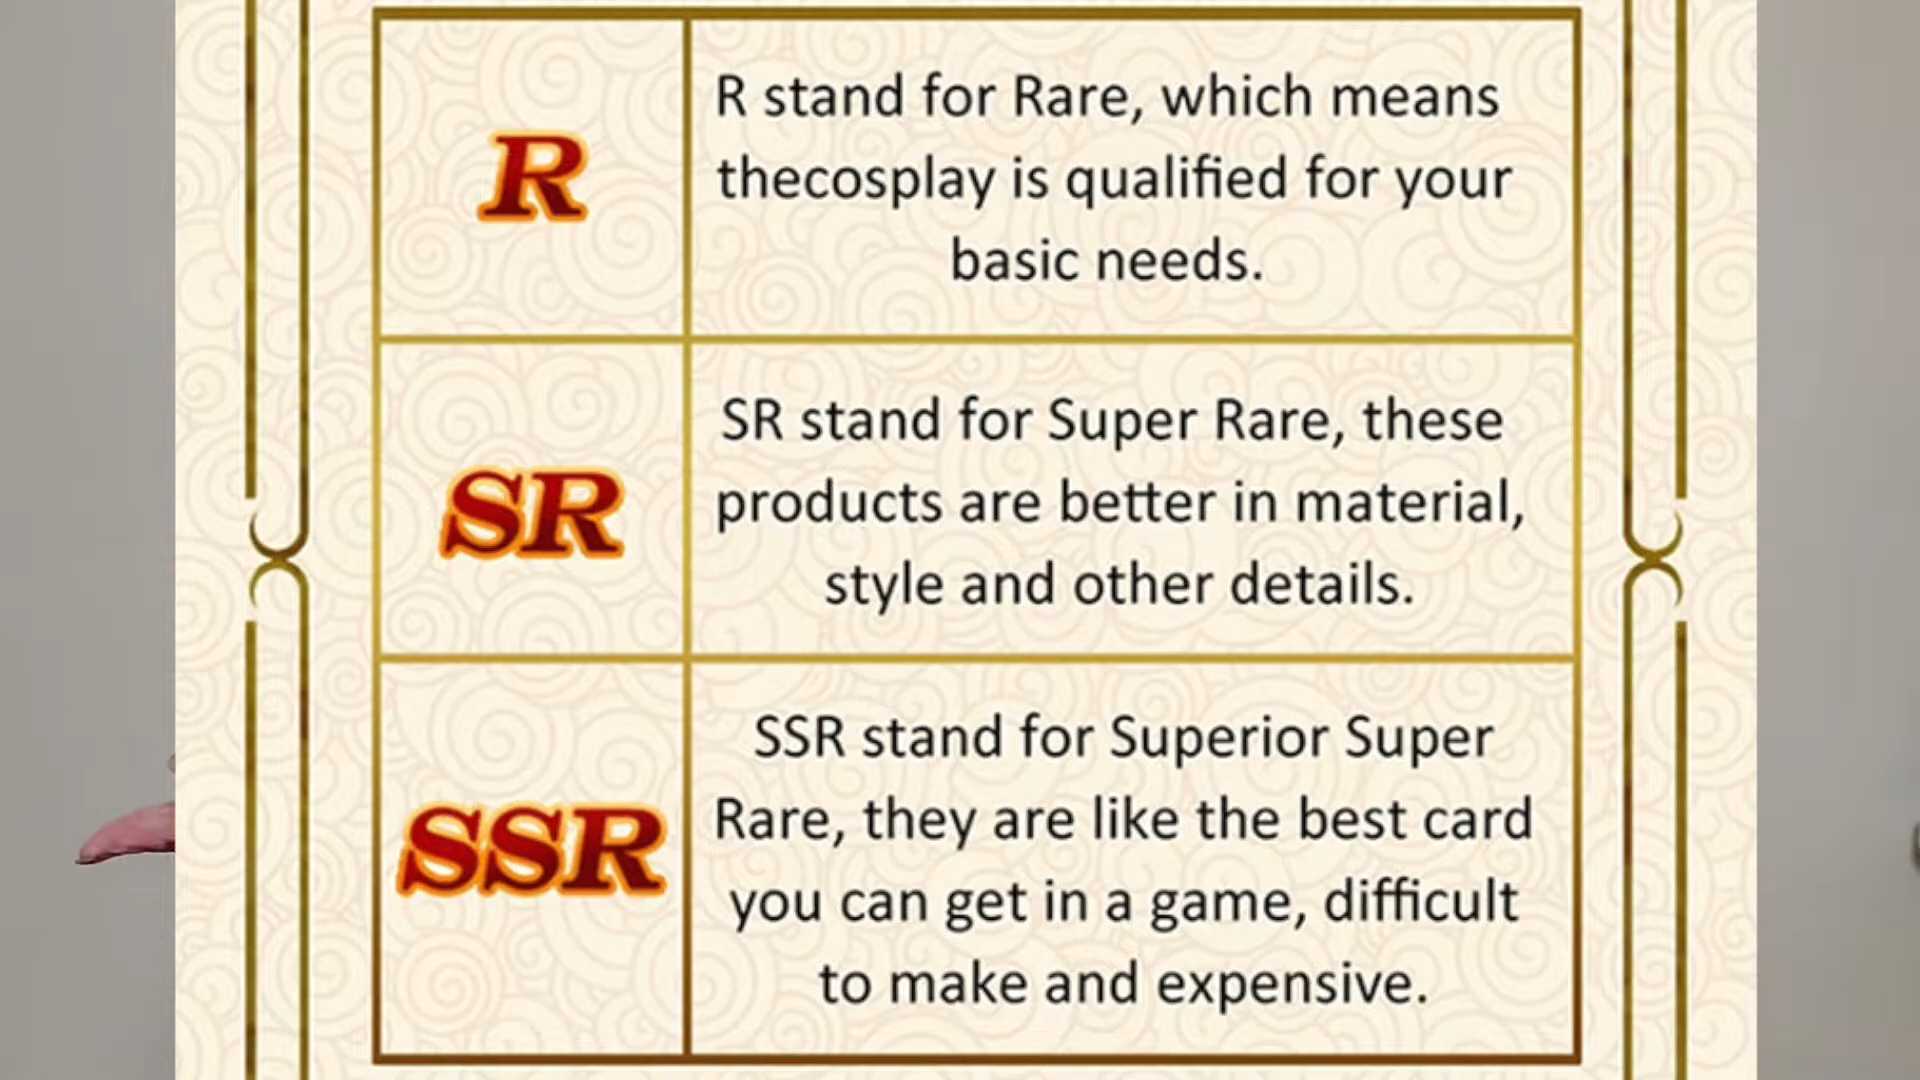 R
R stand for Rare, which means
thecosplay is qualified for your
basic needs.
SR
SR stand for Super Rare, these
products are better in material,
style and other details.
SSR
SSR stand for Superior Super
Rare, they are like the best card
you can get in a game, difficult
to make and expensive.